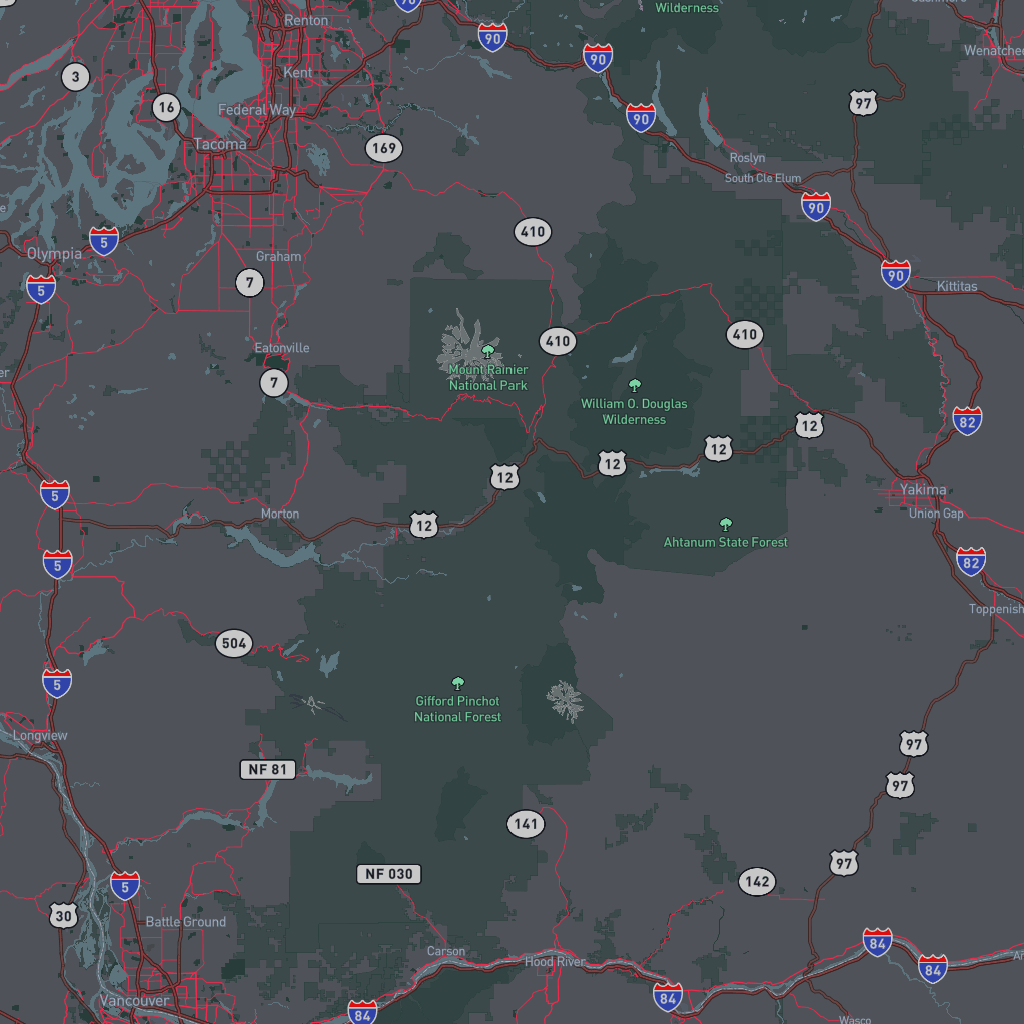 90
Wilderness
Renton
90
90
Wenatchee
3
Kent
16
Federal Way
97
90
Tacoma
169
Roslyn
South Cle Elum
90
410
5
Olympia
Graham
7
5
90
Kittitas
410
410
Eatonville
Mount Rainier
National Park
7
William O. Douglas
Wilderness
12
82
12
12
12
5
Yakima
Morton
12
Union Gap
Ahtanum State Forest
5
82
Toppenish
504
5
Gifford Pinchot
National Forest
Longview
97
NF 81
97
141
97
NF 030
142
5
30
Battle Ground
84
Carson
Hood River
84
84
Vancouver
84
Wasco